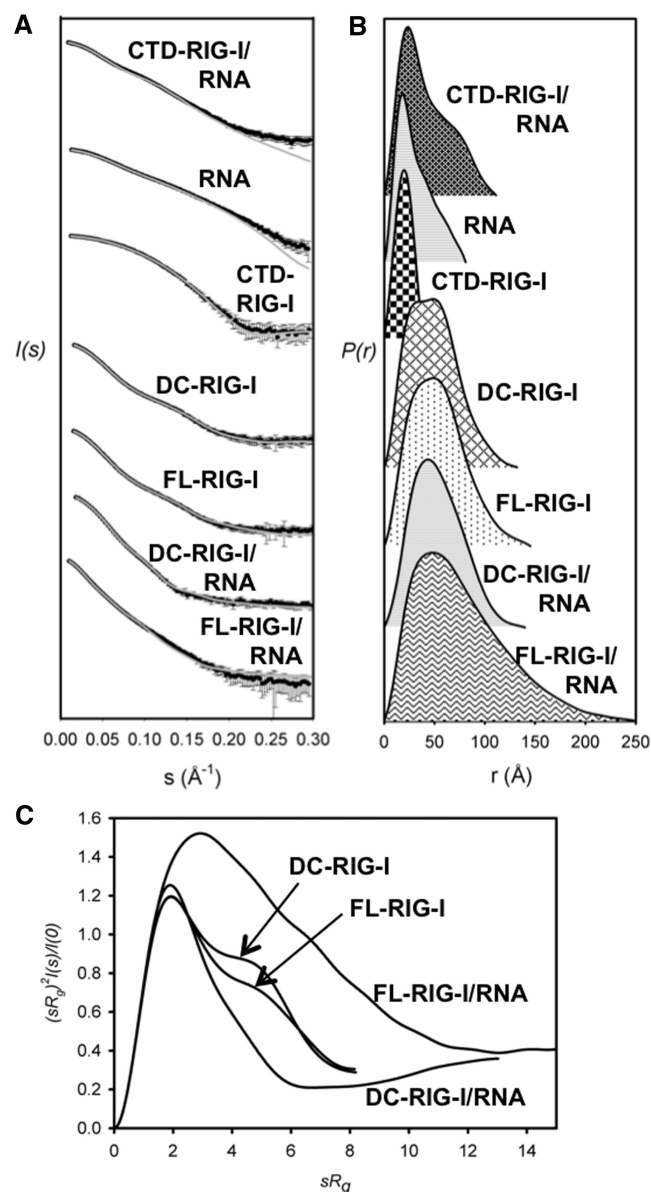 A
CTD-RIG-I/
RNA
RNA
CTD-
RIG-I
DC-RIG-I
FL-RIG-I
DC-RIG-I/
RNA
FL-RIG-I/
RNA
I(s)
0.00 0.05 0.10 0.15 0.20 0.25 0.30
s (Å⁻¹)
B
CTD-RIG-I/
RNA
RNA
CTD-RIG-I
DC-RIG-I
FL-RIG-I
DC-RIG-I/
RNA
FL-RIG-I/
RNA
P(r)
0 50 100 150 200 250
r (Å)
C
1.6
1.4
1.2
1.0
0.8
0.6
0.4
0.2
0.0
(sRg)²I(s)/I(0)
DC-RIG-I
FL-RIG-I
FL-RIG-I/RNA
DC-RIG-I/RNA
0 2 4 6 8 10 12 14
sRg